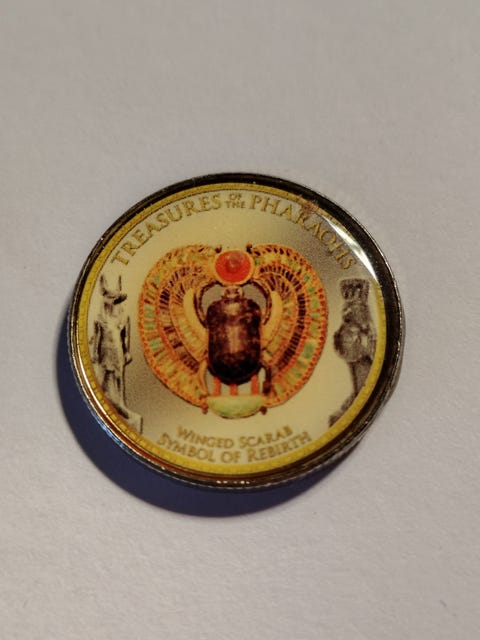 TREASURES OF THE PHARAOHS
WINGED SCARAB
SYMBOL OF REBIRTH